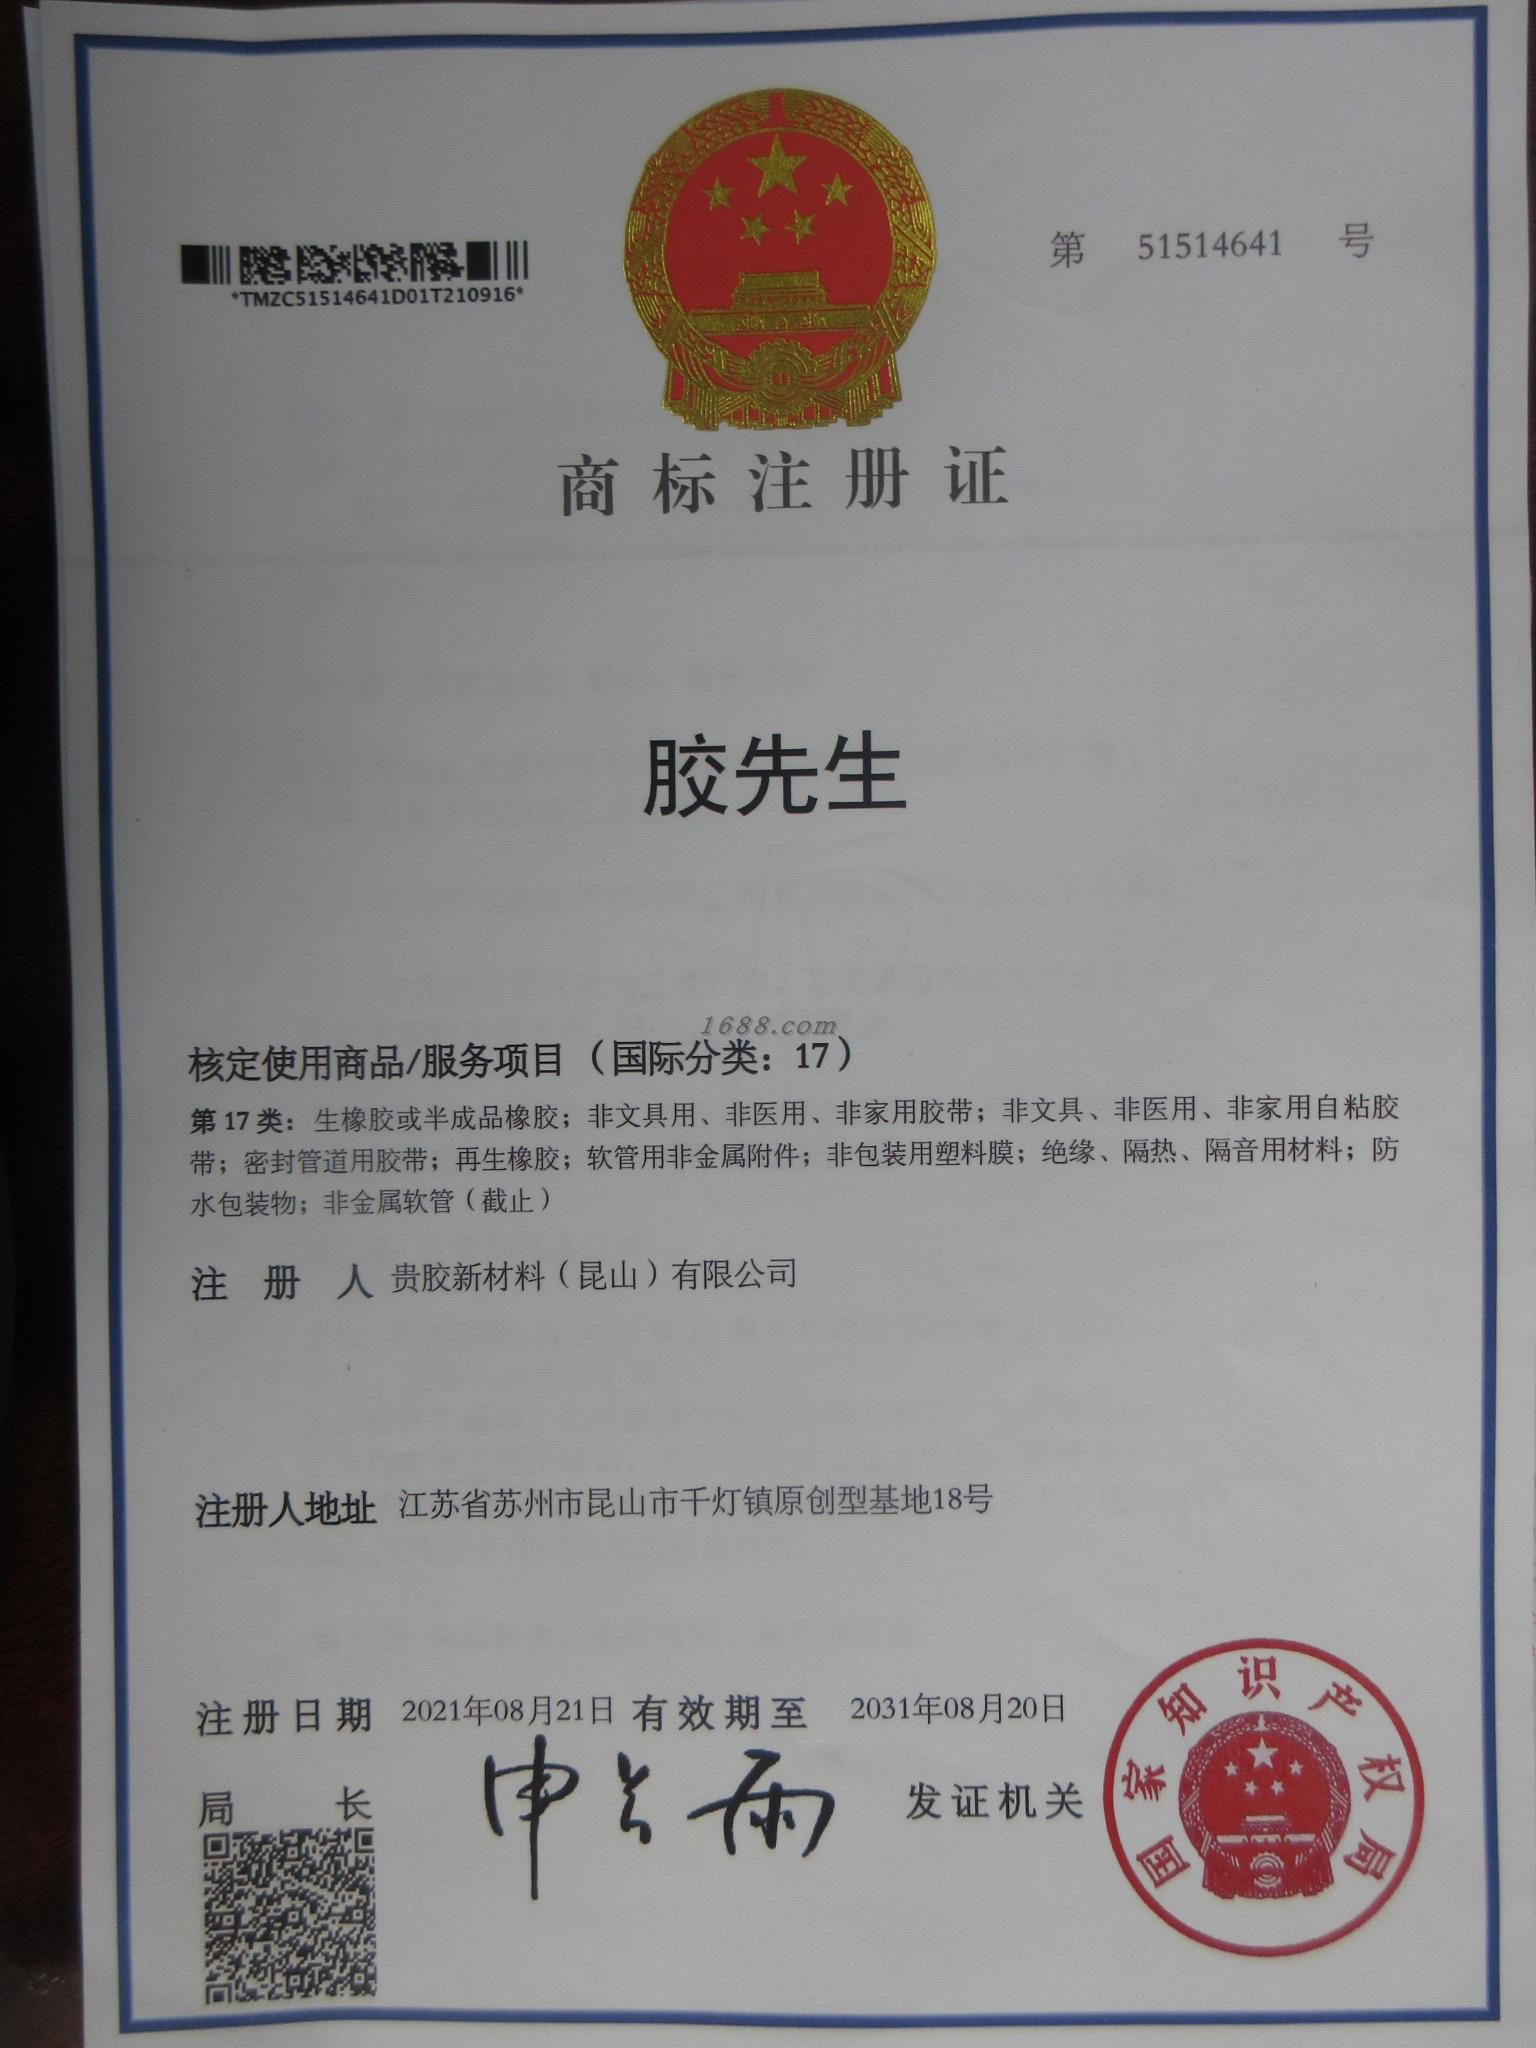 *TMZC51514641D01T210916*
第 51514641 号
商标注册证
胶先生
1688.com
核定使用商品/服务项目（国际分类：17）
第17类：生橡胶或半成品橡胶；非文具用、非医用、非家用胶带；非文具、非医用、非家用自粘胶
带；密封管道用胶带；再生橡胶；软管用非金属附件；非包装用塑料膜；绝缘、隔热、隔音用材料；防
水包装物；非金属软管（截止）
注册人 贵胶新材料（昆山）有限公司
注册人地址 江苏省苏州市昆山市千灯镇原创型基地18号
注册日期 2021年08月21日 有效期至 2031年08月20日
局长 申长雨 发证机关
国家知识产权局